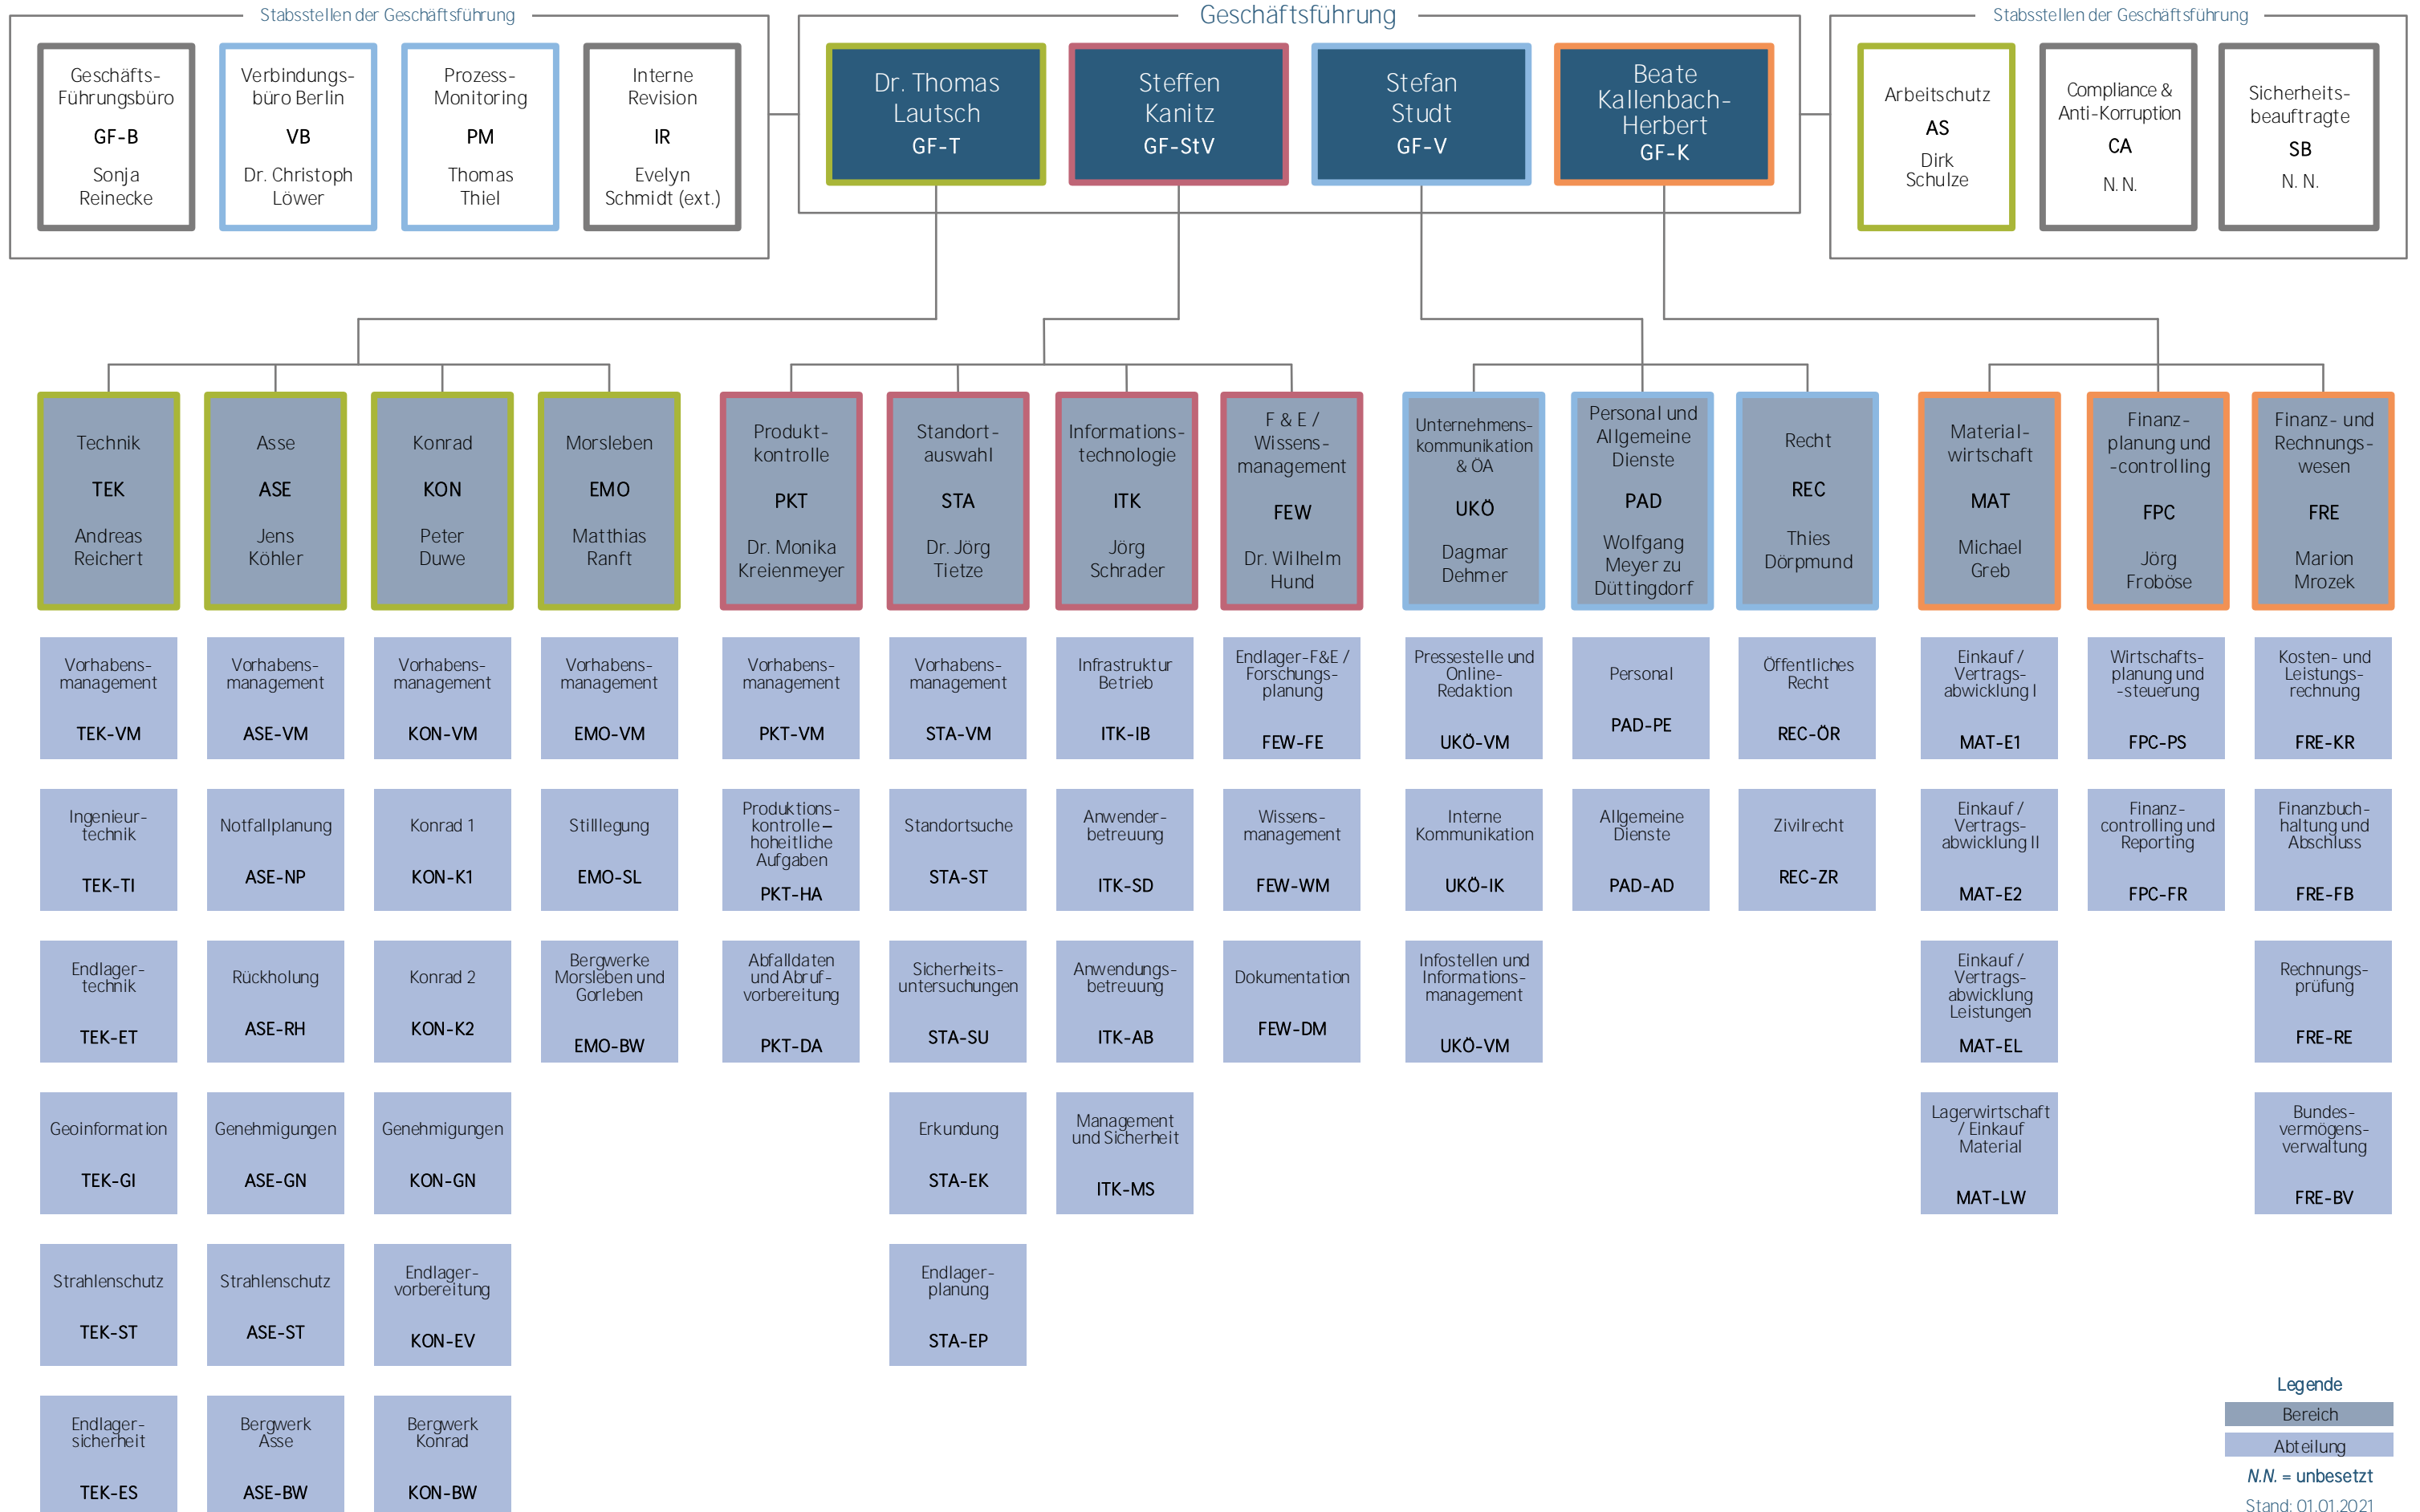 Stabsstellen der Geschäftsführung
Geschäfts-
Führungsbüro
GF-B
Sonja
Reinecke
Verbindungs-
büro Berlin
VB
Dr. Christoph
Löwer
Prozess-
Monitoring
PM
Thomas
Thiel
Interne
Revision
IR
Evelyn
Schmidt (ext.)
Geschäftsführung
Dr. Thomas
Lautsch
GF-T
Steffen
Kanitz
GF-StV
Stefan
Studt
GF-V
Beate
Kallenbach-
Herbert
GF-K
Stabsstellen der Geschäftsführung
Arbeitschutz
AS
Dirk
Schulze
Compliance &
Anti-Korruption
CA
N. N.
Sicherheits-
beauftragte
SB
N. N.
Technik
TEK
Andreas
Reichert
Asse
ASE
Jens
Köhler
Konrad
KON
Peter
Duwe
Morsleben
EMO
Matthias
Ranft
Produkt-
kontrolle
PKT
Dr. Monika
Kreienmeyer
Standort-
auswahl
STA
Dr. Jörg
Tietze
Informations-
technologie
ITK
Jörg
Schrader
F & E /
Wissens-
management
FEW
Dr. Wilhelm
Hund
Unternehmens-
kommunikation
& ÖA
UKÖ
Dagmar
Dehmer
Personal und
Allgemeine
Dienste
PAD
Wolfgang
Meyer zu
Düttingdorf
Recht
REC
Thies
Dörpmund
Material-
wirtschaft
MAT
Michael
Greb
Finanz-
planung und
-controlling
FPC
Jörg
Froböse
Finanz- und
Rechnungs-
wesen
FRE
Marion
Mrozek
Vorhabens-
management
TEK-VM
Vorhabens-
management
ASE-VM
Vorhabens-
management
KON-VM
Vorhabens-
management
EMO-VM
Vorhabens-
management
PKT-VM
Vorhabens-
management
STA-VM
Infrastruktur
Betrieb
ITK-IB
Endlager-F&E /
Forschungs-
planung
FEW-FE
Pressestelle und
Online-
Redaktion
UKÖ-VM
Personal
PAD-PE
Öffentliches
Recht
REC-ÖR
Einkauf /
Vertrags-
abwicklung I
MAT-E1
Wirtschafts-
planung und
-steuerung
FPC-PS
Kosten- und
Leistungs-
rechnung
FRE-KR
Ingenieur-
technik
TEK-TI
Notfallplanung
ASE-NP
Konrad 1
KON-K1
Stilllegung
EMO-SL
Produktions-
kontrolle –
hoheitliche
Aufgaben
PKT-HA
Standortsuche
STA-ST
Anwender-
betreuung
ITK-SD
Wissens-
management
FEW-WM
Interne
Kommunikation
UKÖ-IK
Allgemeine
Dienste
PAD-AD
Zivilrecht
REC-ZR
Einkauf /
Vertrags-
abwicklung II
MAT-E2
Finanz-
controlling und
Reporting
FPC-FR
Finanzbuch-
haltung und
Abschluss
FRE-FB
Endlager-
technik
TEK-ET
Rückholung
ASE-RH
Konrad 2
KON-K2
Bergwerke
Morsleben und
Gorleben
EMO-BW
Abfalldaten
und Abruf-
vorbereitung
PKT-DA
Sicherheits-
untersuchungen
STA-SU
Anwendungs-
betreuung
ITK-AB
Dokumentation
FEW-DM
Infostellen und
Informations-
management
UKÖ-VM
Einkauf /
Vertrags-
abwicklung
Leistungen
MAT-EL
Rechnungs-
prüfung
FRE-RE
Geoinformation
TEK-GI
Genehmigungen
ASE-GN
Genehmigungen
KON-GN
Erkundung
STA-EK
Management
und Sicherheit
ITK-MS
Lagerwirtschaft
/ Einkauf
Material
MAT-LW
Bundes-
vermögens-
verwaltung
FRE-BV
Strahlenschutz
TEK-ST
Strahlenschutz
ASE-ST
Endlager-
vorbereitung
KON-EV
Endlager-
planung
STA-EP
Endlager-
sicherheit
TEK-ES
Bergwerk
Asse
ASE-BW
Bergwerk
Konrad
KON-BW
Legende
Bereich
Abteilung
N.N. = unbesetzt
Stand: 01.01.2021